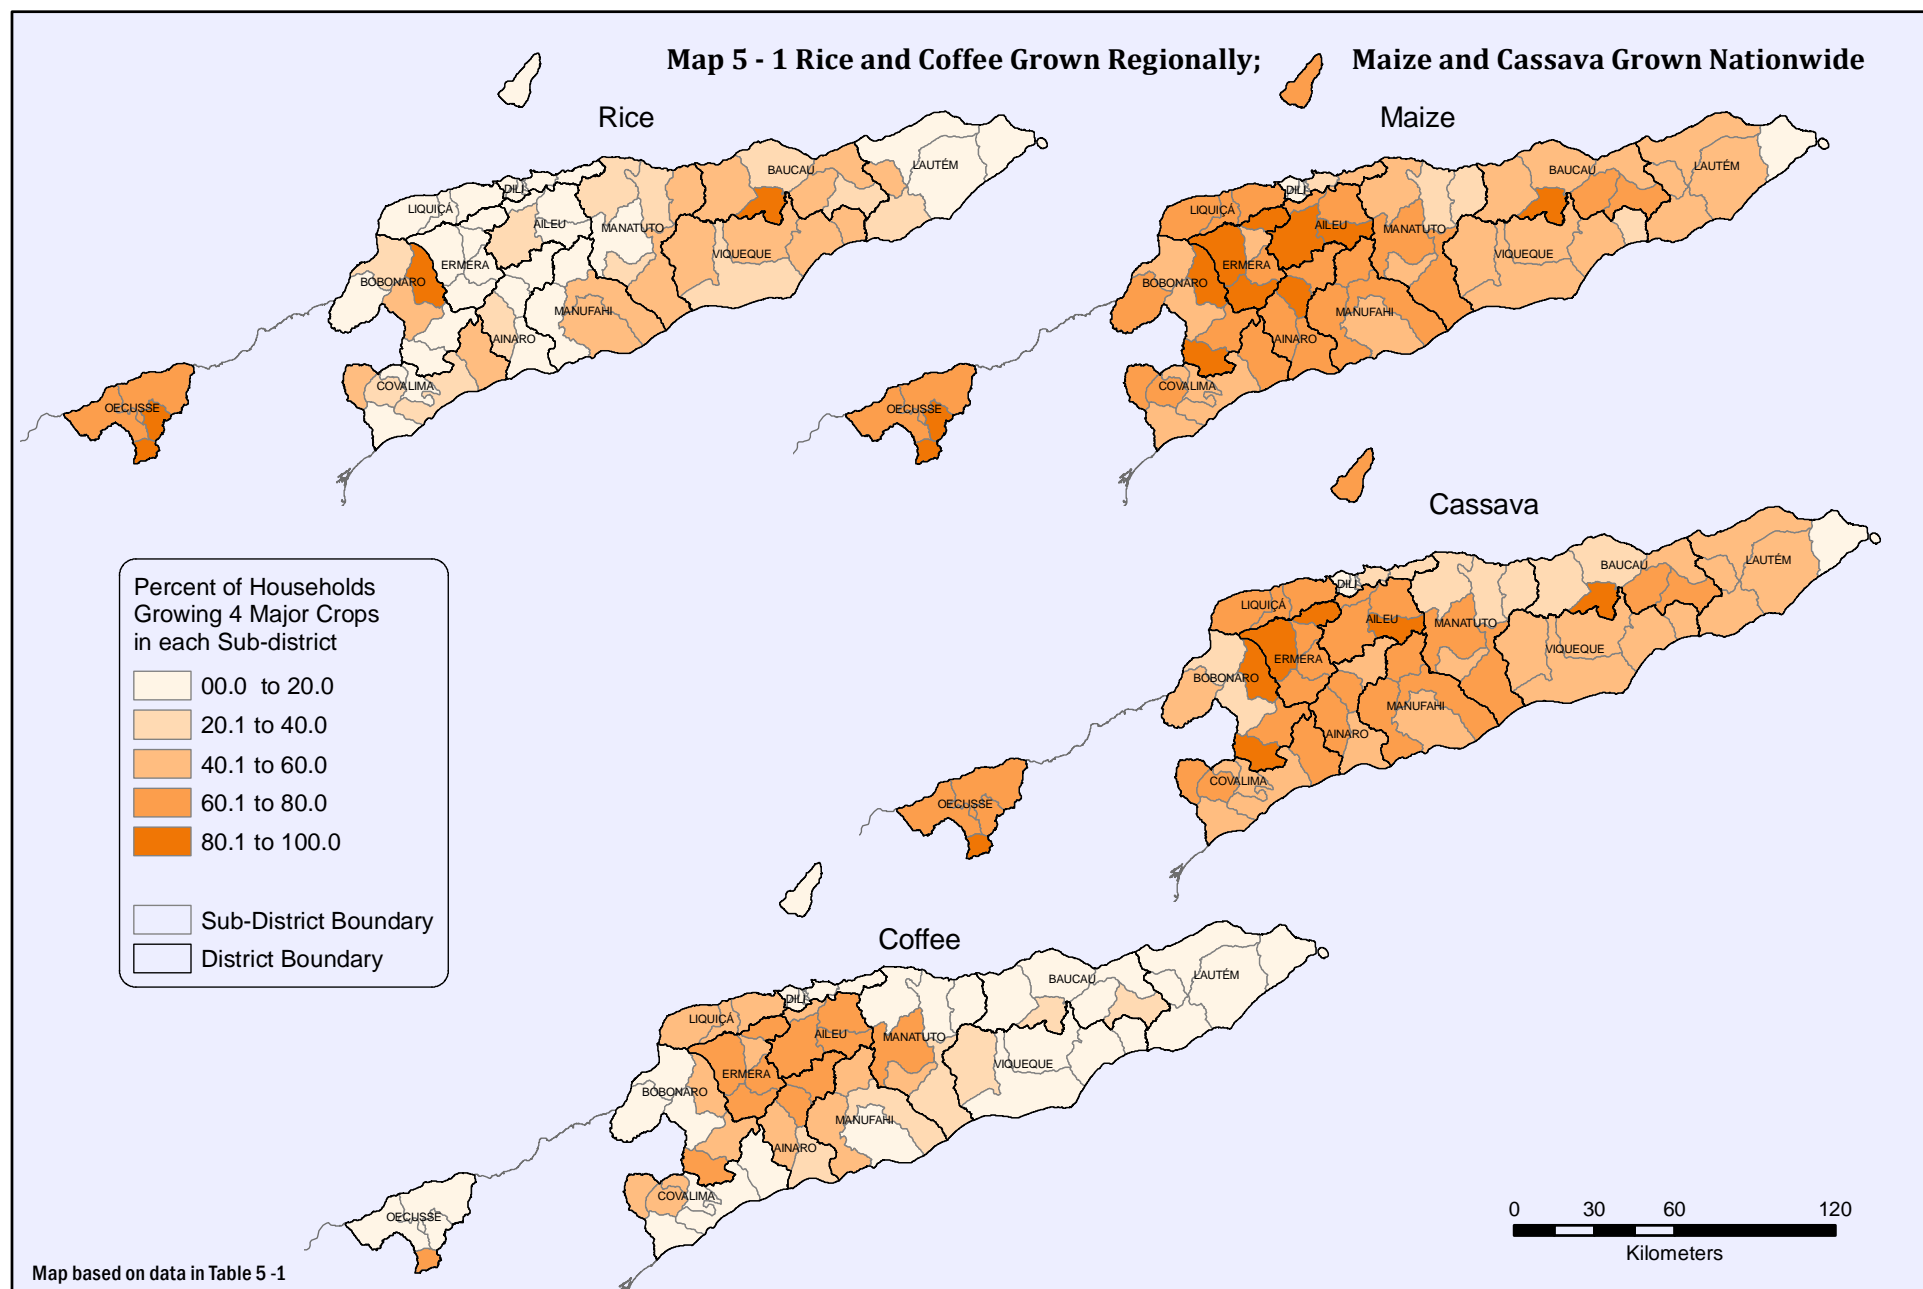 Map 5 - 1 Rice and Coffee Grown Regionally; Maize and Cassava Grown Nationwide
Rice
BAUCAU
LAUTÉM
DILI
LIQUIÇÁ
AILEU
MANATUTO
ERMERA
VIQUEQUE
BOBONARO
MANUFAHI
AINARO
COVALIMA
OECUSSE
Maize
BAUCAU
LAUTÉM
DILI
LIQUIÇÁ
AILEU
MANATUTO
ERMERA
VIQUEQUE
BOBONARO
MANUFAHI
AINARO
COVALIMA
OECUSSE
Cassava
BAUCAU
LAUTÉM
DILI
LIQUIÇÁ
AILEU
MANATUTO
ERMERA
VIQUEQUE
BOBONARO
MANUFAHI
AINARO
COVALIMA
OECUSSE
Percent of Households
Growing 4 Major Crops
in each Sub-district
00.0 to 20.0
20.1 to 40.0
40.1 to 60.0
60.1 to 80.0
80.1 to 100.0
Sub-District Boundary
District Boundary
Coffee
BAUCAU
LAUTÉM
DILI
LIQUIÇÁ
AILEU
MANATUTO
ERMERA
VIQUEQUE
BOBONARO
MANUFAHI
AINARO
COVALIMA
OECUSSE
0 30 60 120
Kilometers
Map based on data in Table 5 -1